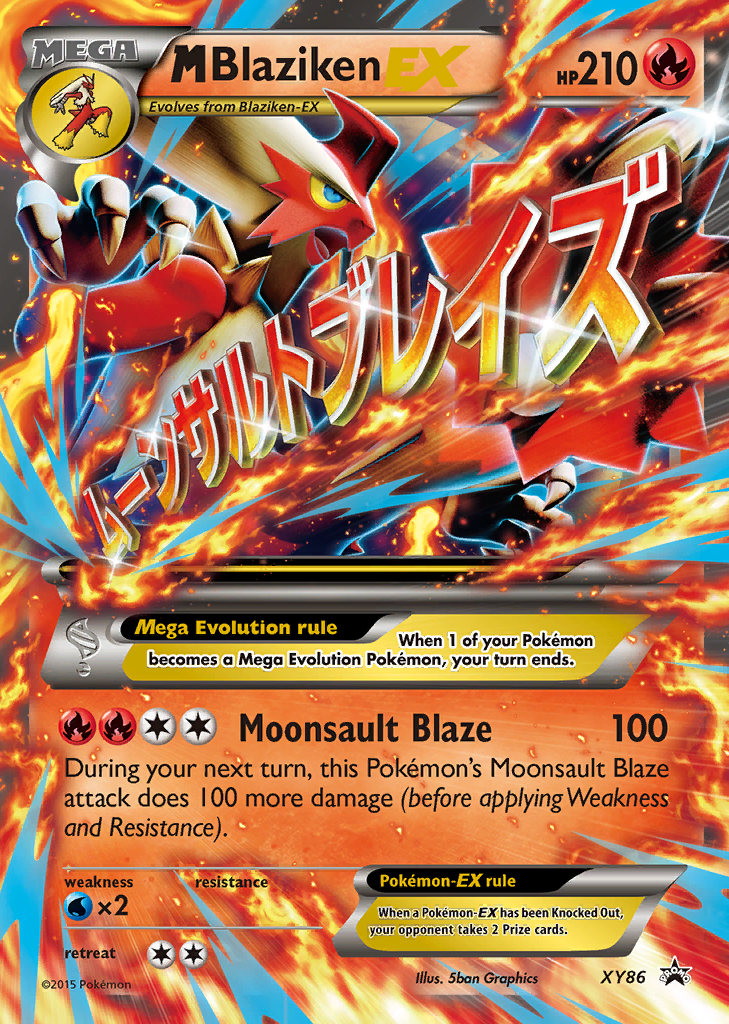 MEGA
MBlaziken EX
HP210
Evolves from Blaziken-EX
ムーンサルトブレイズ
Mega Evolution rule
When 1 of your Pokémon
becomes a Mega Evolution Pokémon, your turn ends.
Moonsault Blaze 100
During your next turn, this Pokémon's Moonsault Blaze
attack does 100 more damage (before applying Weakness
and Resistance).
weakness resistance
×2
Pokémon-EX rule
When a Pokémon-EX has been Knocked Out,
your opponent takes 2 Prize cards.
retreat
©2015 Pokémon
Illus. 5ban Graphics
XY86
PROMO